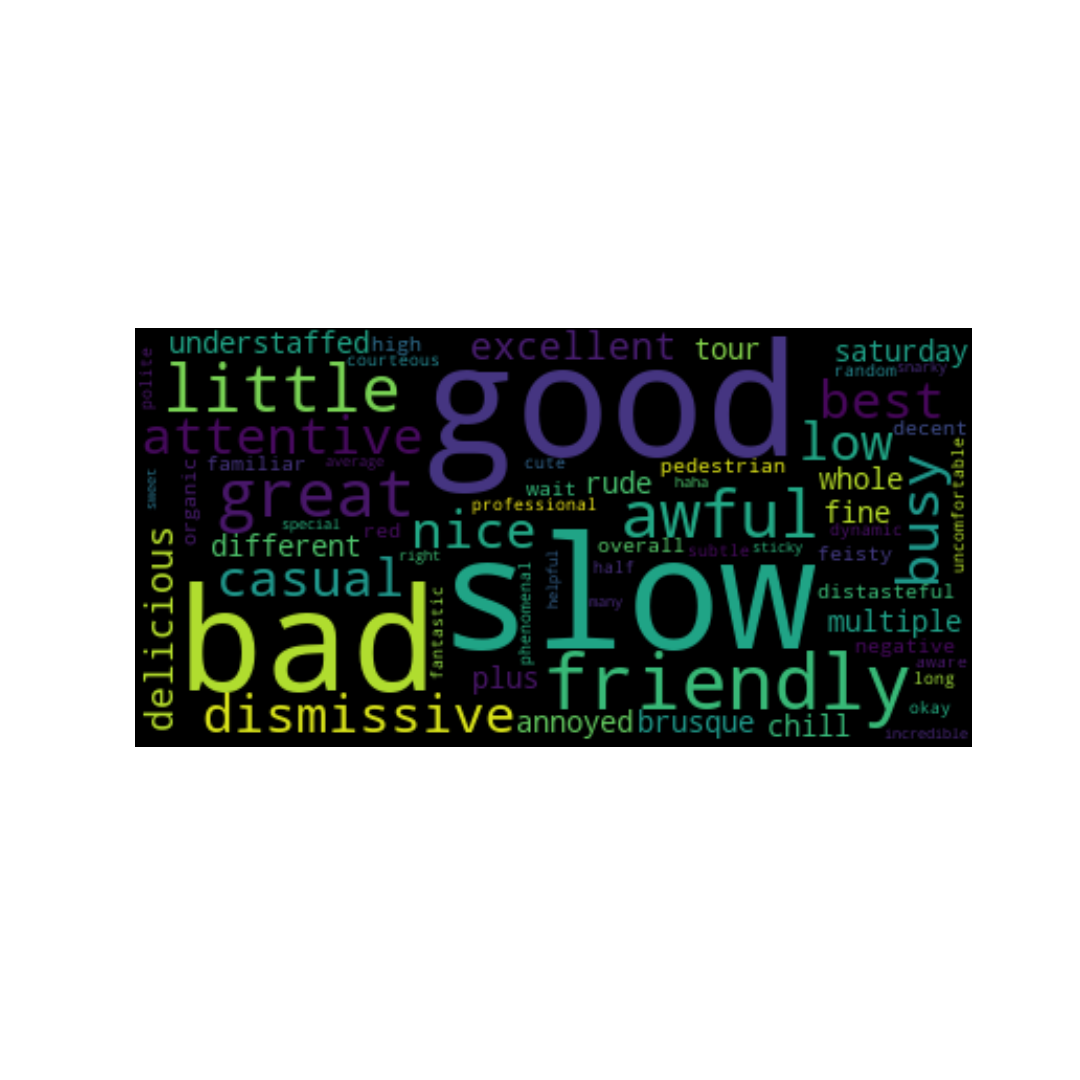 understaffed
high
courteous
excellent
tour
saturday
random
snarky
polite
little
good
best
decent
attentive
low
familiar
average
cute
pedestrian
whole
sweet
organic
great
wait
rude
haha
professional
awful
fine
busy
uncomfortable
special
red
nice
dynamic
different
right
overall
subtle
sticky
feisty
casual
slow
half
helpful
many
distasteful
delicious
bad
fantastic
phenomenal
multiple
negative
aware
plus
friendly
long
dismissive
annoyed
brusque
chill
okay
incredible